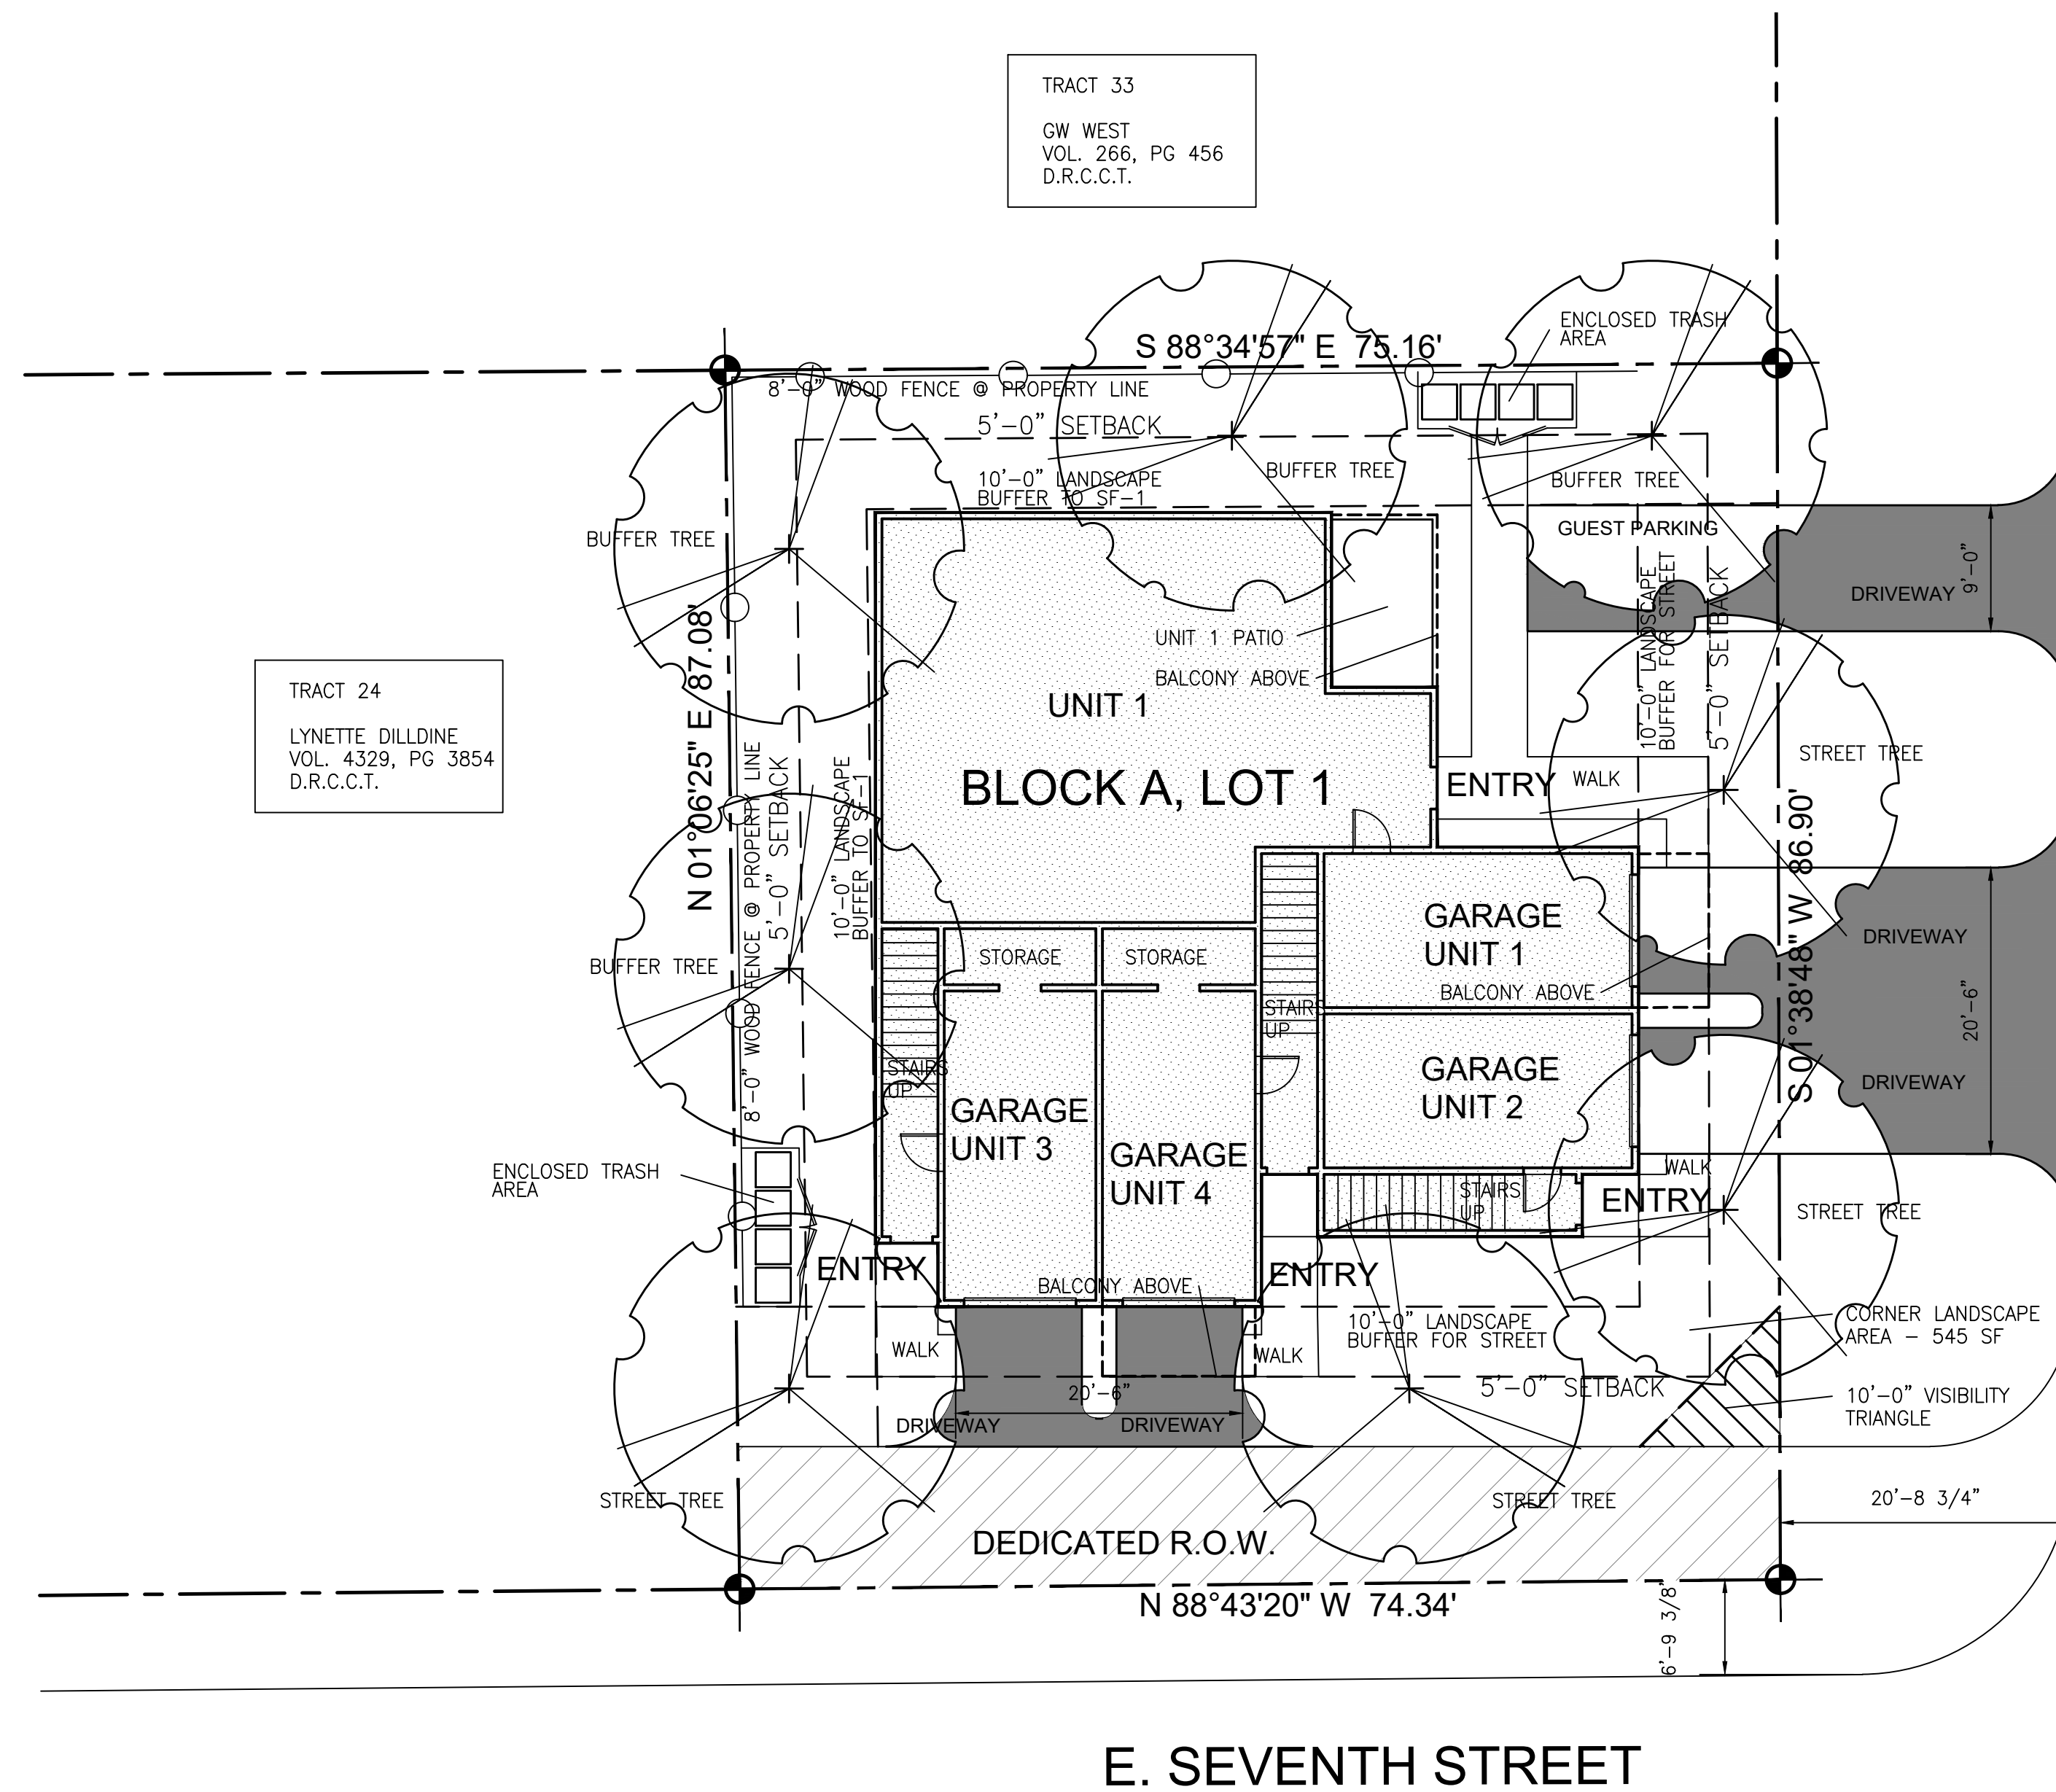 TRACT 33
GW WEST
VOL. 266, PG 456
D.R.C.C.T.
ENCLOSED TRASH
AREA
S 88°34'57" E  75.16'
8'-0" WOOD FENCE @ PROPERTY LINE
5'-0" SETBACK
10'-0" LANDSCAPE
BUFFER TO SF-1
BUFFER TREE
BUFFER TREE
GUEST PARKING
BUFFER TREE
DRIVEWAY
9'-0"
10'-0" LANDSCAPE
BUFFER FOR STREET
5'-0" SETBACK
UNIT 1 PATIO
BALCONY ABOVE
TRACT 24
LYNETTE DILLDINE
VOL. 4329, PG 3854
D.R.C.C.T.
N 01°06'25" E  87.08'
UNIT 1
BLOCK A, LOT 1
ENTRY
WALK
STREET TREE
8'-0" WOOD FENCE @ PROPERTY LINE
5'-0" SETBACK
10'-0" LANDSCAPE
BUFFER TO SF-1
S 01°38'48" W  86.90'
GARAGE
UNIT 1
STORAGE
STORAGE
DRIVEWAY
BUFFER TREE
BALCONY ABOVE
STAIRS
UP
20'-6"
STAIRS
UP
GARAGE
UNIT 2
DRIVEWAY
GARAGE
UNIT 3
GARAGE
UNIT 4
ENCLOSED TRASH
AREA
WALK
STAIRS
UP
ENTRY
STREET TREE
ENTRY
ENTRY
BALCONY ABOVE
10'-0" LANDSCAPE
BUFFER FOR STREET
CORNER LANDSCAPE
AREA - 545 SF
WALK
WALK
20'-6"
5'-0" SETBACK
10'-0" VISIBILITY
TRIANGLE
DRIVEWAY
DRIVEWAY
STREET TREE
STREET TREE
20'-8 3/4"
DEDICATED R.O.W.
N 88°43'20" W  74.34'
6'-9 3/8"
E. SEVENTH STREET